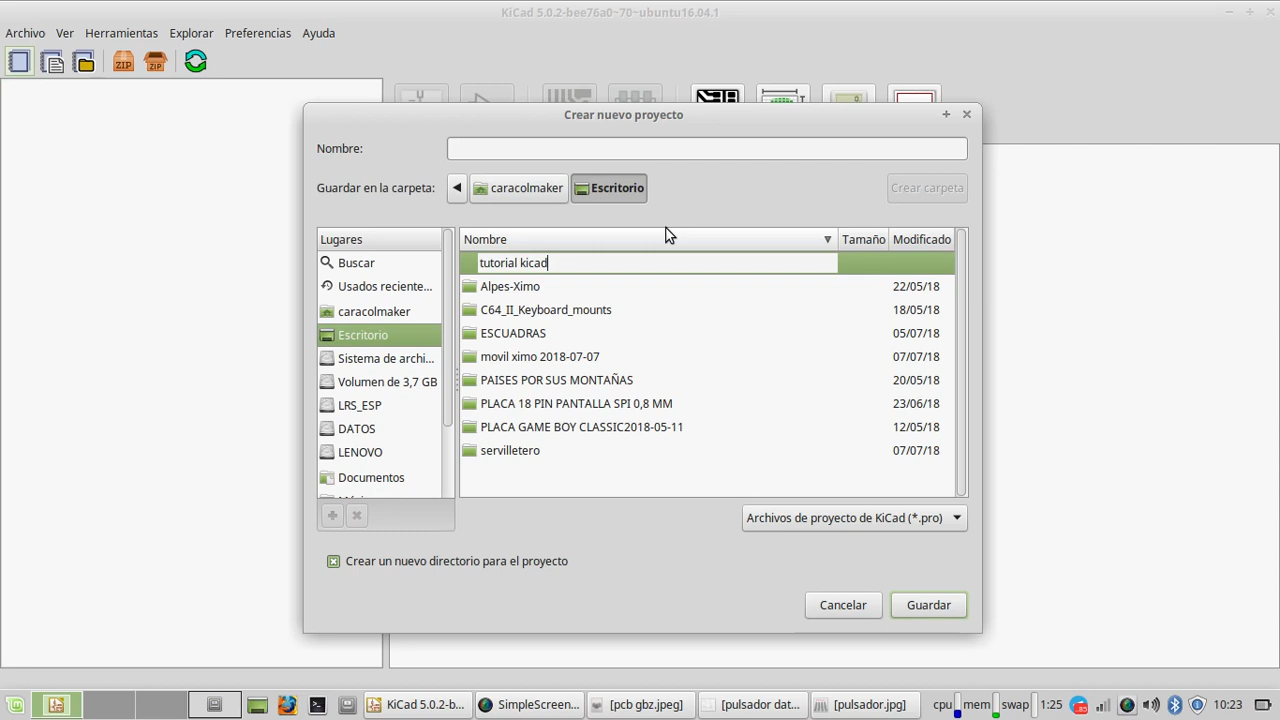 KiCad 5.0.2-bee76a0~70~ubuntu16.04.1
Archivo Ver Herramientas Explorar Preferencias Ayuda
ZIP ZIP
Crear nuevo proyecto
Nombre:
Guardar en la carpeta: caracolmaker Escritorio Crear carpeta
Lugares Nombre Tamaño Modificado
Buscar tutorial kicad
Usados reciente... Alpes-Ximo 22/05/18
caracolmaker C64_II_Keyboard_mounts 18/05/18
Escritorio ESCUADRAS 05/07/18
Sistema de archi... movil ximo 2018-07-07 07/07/18
Volumen de 3,7 GB PAISES POR SUS MONTAÑAS 20/05/18
LRS_ESP PLACA 18 PIN PANTALLA SPI 0,8 MM 23/06/18
DATOS PLACA GAME BOY CLASSIC2018-05-11 12/05/18
LENOVO servilletero 07/07/18
Documentos
Archivos de proyecto de KiCad (*.pro)
Crear un nuevo directorio para el proyecto
Cancelar Guardar
KiCad 5.0.2-b... SimpleScreen... [pcb gbz.jpeg] [pulsador dat... [pulsador.jpg] cpu mem swap 1:25 10:23